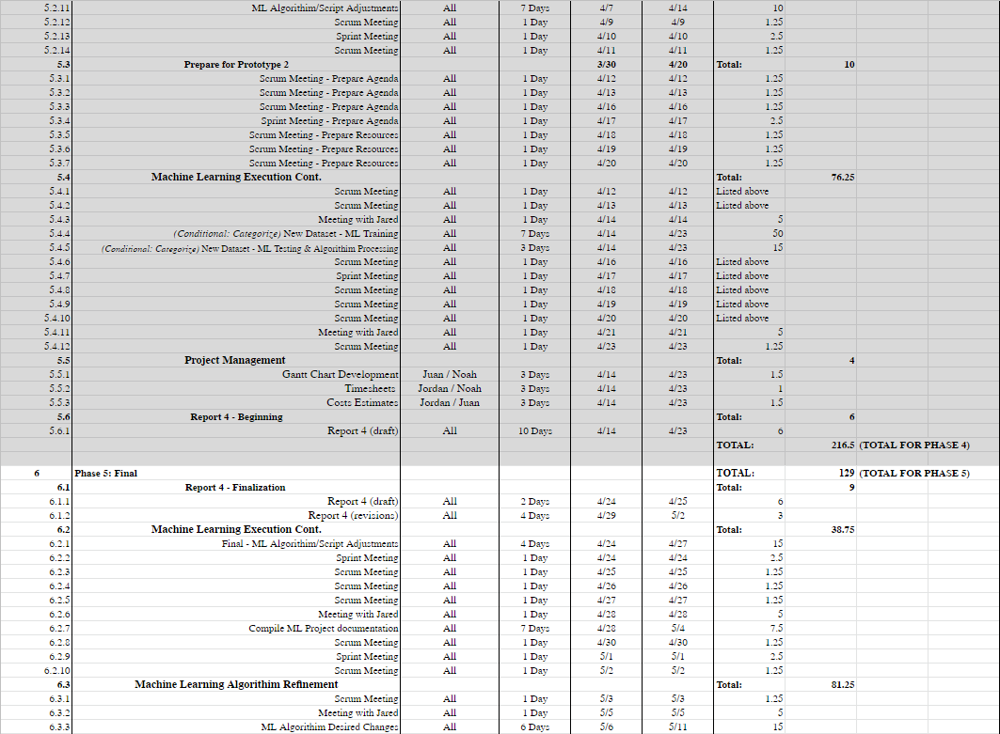 5.2.11 ML Algorithim/Script Adjustments All 7 Days 4/7 4/14 10
5.2.12 Scrum Meeting All 1 Day 4/9 4/9 1.25
5.2.13 Sprint Meeting All 1 Day 4/10 4/10 2.5
5.2.14 Scrum Meeting All 1 Day 4/11 4/11 1.25
5.3 Prepare for Prototype 2 3/30 4/20 Total: 10
5.3.1 Scrum Meeting - Prepare Agenda All 1 Day 4/12 4/12 1.25
5.3.2 Scrum Meeting - Prepare Agenda All 1 Day 4/13 4/13 1.25
5.3.3 Scrum Meeting - Prepare Agenda All 1 Day 4/16 4/16 1.25
5.3.4 Sprint Meeting - Prepare Agenda All 1 Day 4/17 4/17 2.5
5.3.5 Scrum Meeting - Prepare Resources All 1 Day 4/18 4/18 1.25
5.3.6 Scrum Meeting - Prepare Resources All 1 Day 4/19 4/19 1.25
5.3.7 Scrum Meeting - Prepare Resources All 1 Day 4/20 4/20 1.25
5.4 Machine Learning Execution Cont. Total: 76.25
5.4.1 Scrum Meeting All 1 Day 4/12 4/12 Listed above
5.4.2 Scrum Meeting All 1 Day 4/13 4/13 Listed above
5.4.3 Meeting with Jared All 1 Day 4/14 4/14 5
5.4.4 (Conditional: Categorize) New Dataset - ML Training All 7 Days 4/14 4/23 50
5.4.5 (Conditional: Categorize) New Dataset - ML Testing & Algorithim Processing All 3 Days 4/14 4/23 15
5.4.6 Scrum Meeting All 1 Day 4/16 4/16 Listed above
5.4.7 Sprint Meeting All 1 Day 4/17 4/17 Listed above
5.4.8 Scrum Meeting All 1 Day 4/18 4/18 Listed above
5.4.9 Scrum Meeting All 1 Day 4/19 4/19 Listed above
5.4.10 Scrum Meeting All 1 Day 4/20 4/20 Listed above
5.4.11 Meeting with Jared All 1 Day 4/21 4/21 5
5.4.12 Scrum Meeting All 1 Day 4/23 4/23 1.25
5.5 Project Management Total: 4
5.5.1 Gantt Chart Development Juan / Noah 3 Days 4/14 4/23 1.5
5.5.2 Timesheets Jordan / Noah 3 Days 4/14 4/23 1
5.5.3 Costs Estimates Jordan / Juan 3 Days 4/14 4/23 1.5
5.6 Report 4 - Beginning Total: 6
5.6.1 Report 4 (draft) All 10 Days 4/14 4/23 6
TOTAL: 216.5 (TOTAL FOR PHASE 4)
6 Phase 5: Final TOTAL: 129 (TOTAL FOR PHASE 5)
6.1 Report 4 - Finalization Total: 9
6.1.1 Report 4 (draft) All 2 Days 4/24 4/25 6
6.1.2 Report 4 (revisions) All 4 Days 4/29 5/2 3
6.2 Machine Learning Execution Cont. Total: 38.75
6.2.1 Final - ML Algorithim/Script Adjustments All 4 Days 4/24 4/27 15
6.2.2 Sprint Meeting All 1 Day 4/24 4/24 2.5
6.2.3 Scrum Meeting All 1 Day 4/25 4/25 1.25
6.2.4 Scrum Meeting All 1 Day 4/26 4/26 1.25
6.2.5 Scrum Meeting All 1 Day 4/27 4/27 1.25
6.2.6 Meeting with Jared All 1 Day 4/28 4/28 5
6.2.7 Compile ML Project documentation All 7 Days 4/28 5/4 7.5
6.2.8 Scrum Meeting All 1 Day 4/30 4/30 1.25
6.2.9 Sprint Meeting All 1 Day 5/1 5/1 2.5
6.2.10 Scrum Meeting All 1 Day 5/2 5/2 1.25
6.3 Machine Learning Algorithim Refinement Total: 81.25
6.3.1 Scrum Meeting All 1 Day 5/3 5/3 1.25
6.3.2 Meeting with Jared All 1 Day 5/5 5/5 5
6.3.3 ML Algorithim Desired Changes All 6 Days 5/6 5/11 15